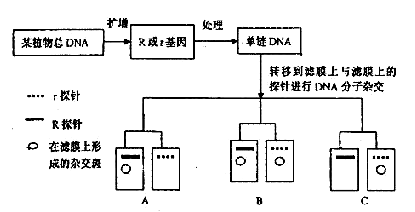 某植物总DNA
扩增
R或r基因
处理
单链DNA
转移到滤膜上与滤膜上的
探针进行DNA分子杂交
r探针
R探针
在滤膜上形
成的杂交斑
A
B
C